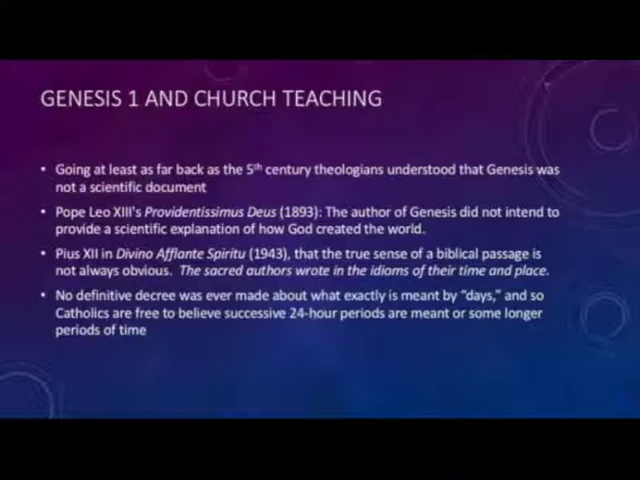 GENESIS 1 AND CHURCH TEACHING
• Going at least as far back as the 5th century theologians understood that Genesis was
not a scientific document
• Pope Leo XIII's Providentissimus Deus (1893): The author of Genesis did not intend to
provide a scientific explanation of how God created the world.
• Pius XII in Divino Afflante Spiritu (1943), that the true sense of a biblical passage is
not always obvious. The sacred authors wrote in the idioms of their time and place.
• No definitive decree was ever made about what exactly is meant by "days," and so
Catholics are free to believe successive 24-hour periods are meant or some longer
periods of time